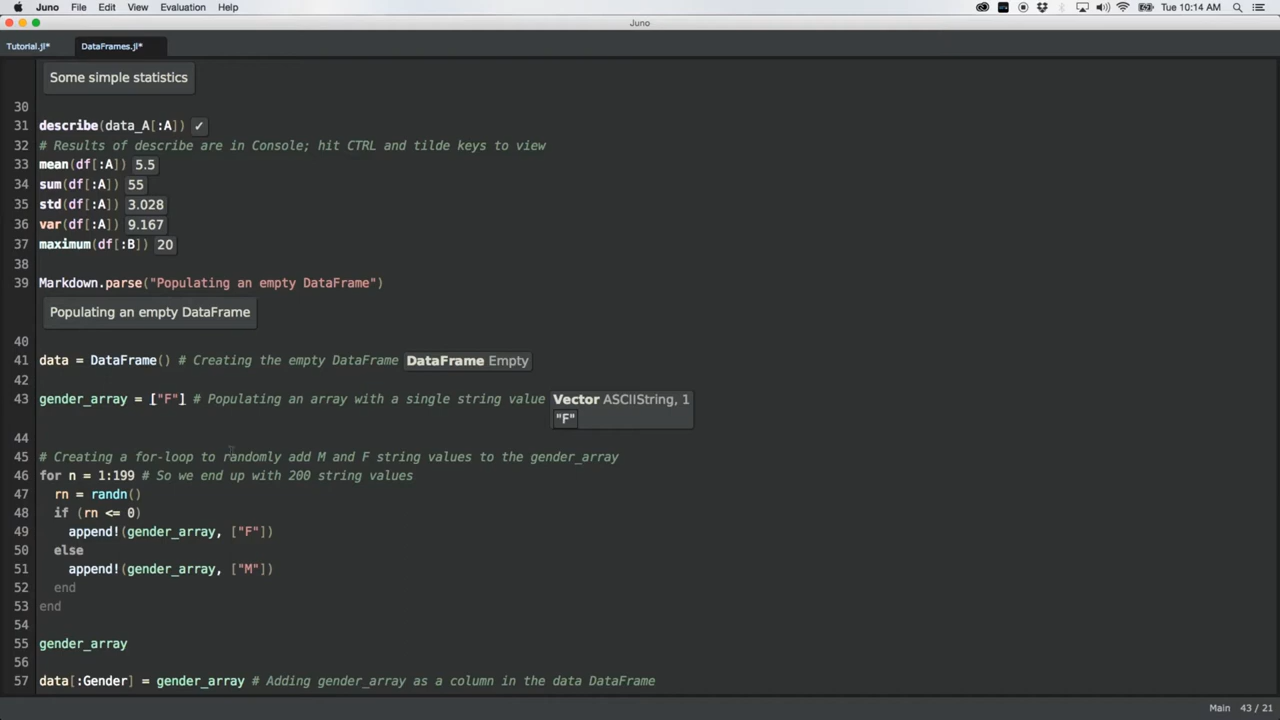 Juno File Edit View Evaluation Help Tue 10:14 AM
Juno
Tutorial.jl* DataFrames.jl*
Some simple statistics
30
31 describe(data_A[:A]) ✓
32 # Results of describe are in Console; hit CTRL and tilde keys to view
33 mean(df[:A]) 5.5
34 sum(df[:A]) 55
35 std(df[:A]) 3.028
36 var(df[:A]) 9.167
37 maximum(df[:B]) 20
38
39 Markdown.parse("Populating an empty DataFrame")
Populating an empty DataFrame
40
41 data = DataFrame() # Creating the empty DataFrame DataFrame Empty
42
43 gender_array = ["F"] # Populating an array with a single string value Vector ASCIIString, 1
"F"
44
45 # Creating a for-loop to randomly add M and F string values to the gender_array
46 for n = 1:199 # So we end up with 200 string values
47 rn = randn()
48 if (rn <= 0)
49 append!(gender_array, ["F"])
50 else
51 append!(gender_array, ["M"])
52 end
53 end
54
55 gender_array
56
57 data[:Gender] = gender_array # Adding gender_array as a column in the data DataFrame
Main 43 / 21